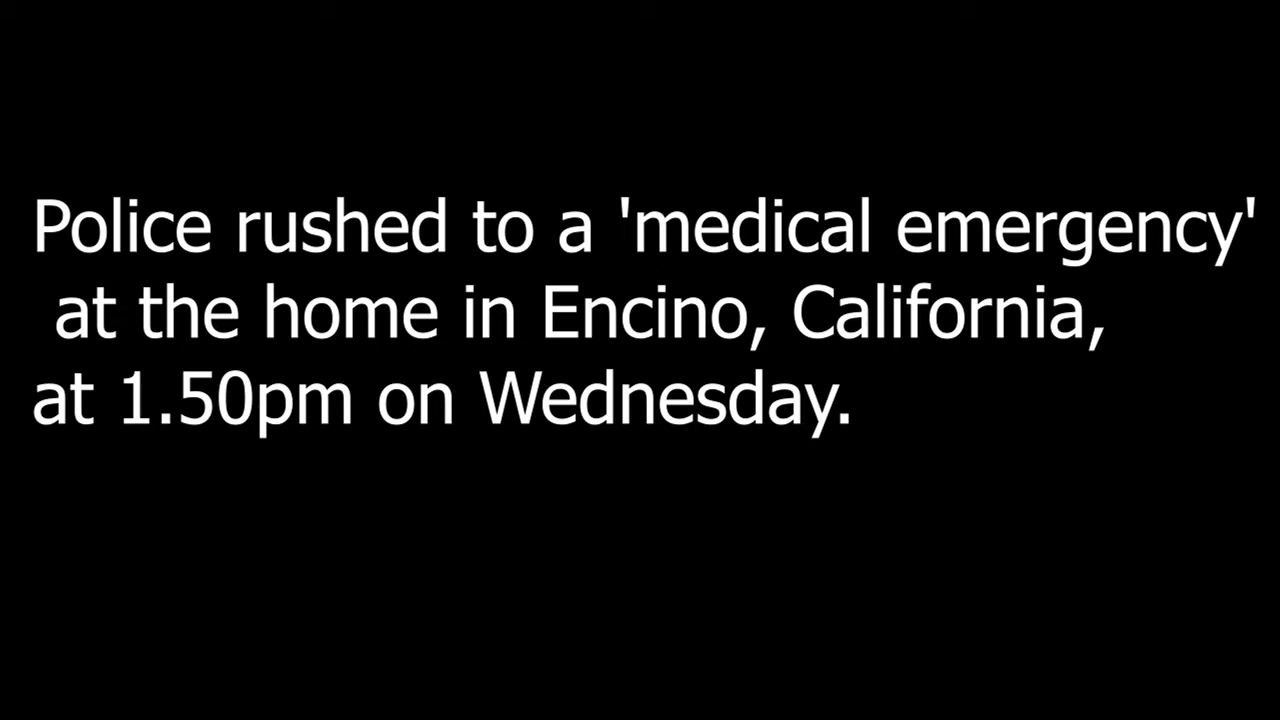 Police rushed to a 'medical emergency'
at the home in Encino, California,
at 1.50pm on Wednesday.